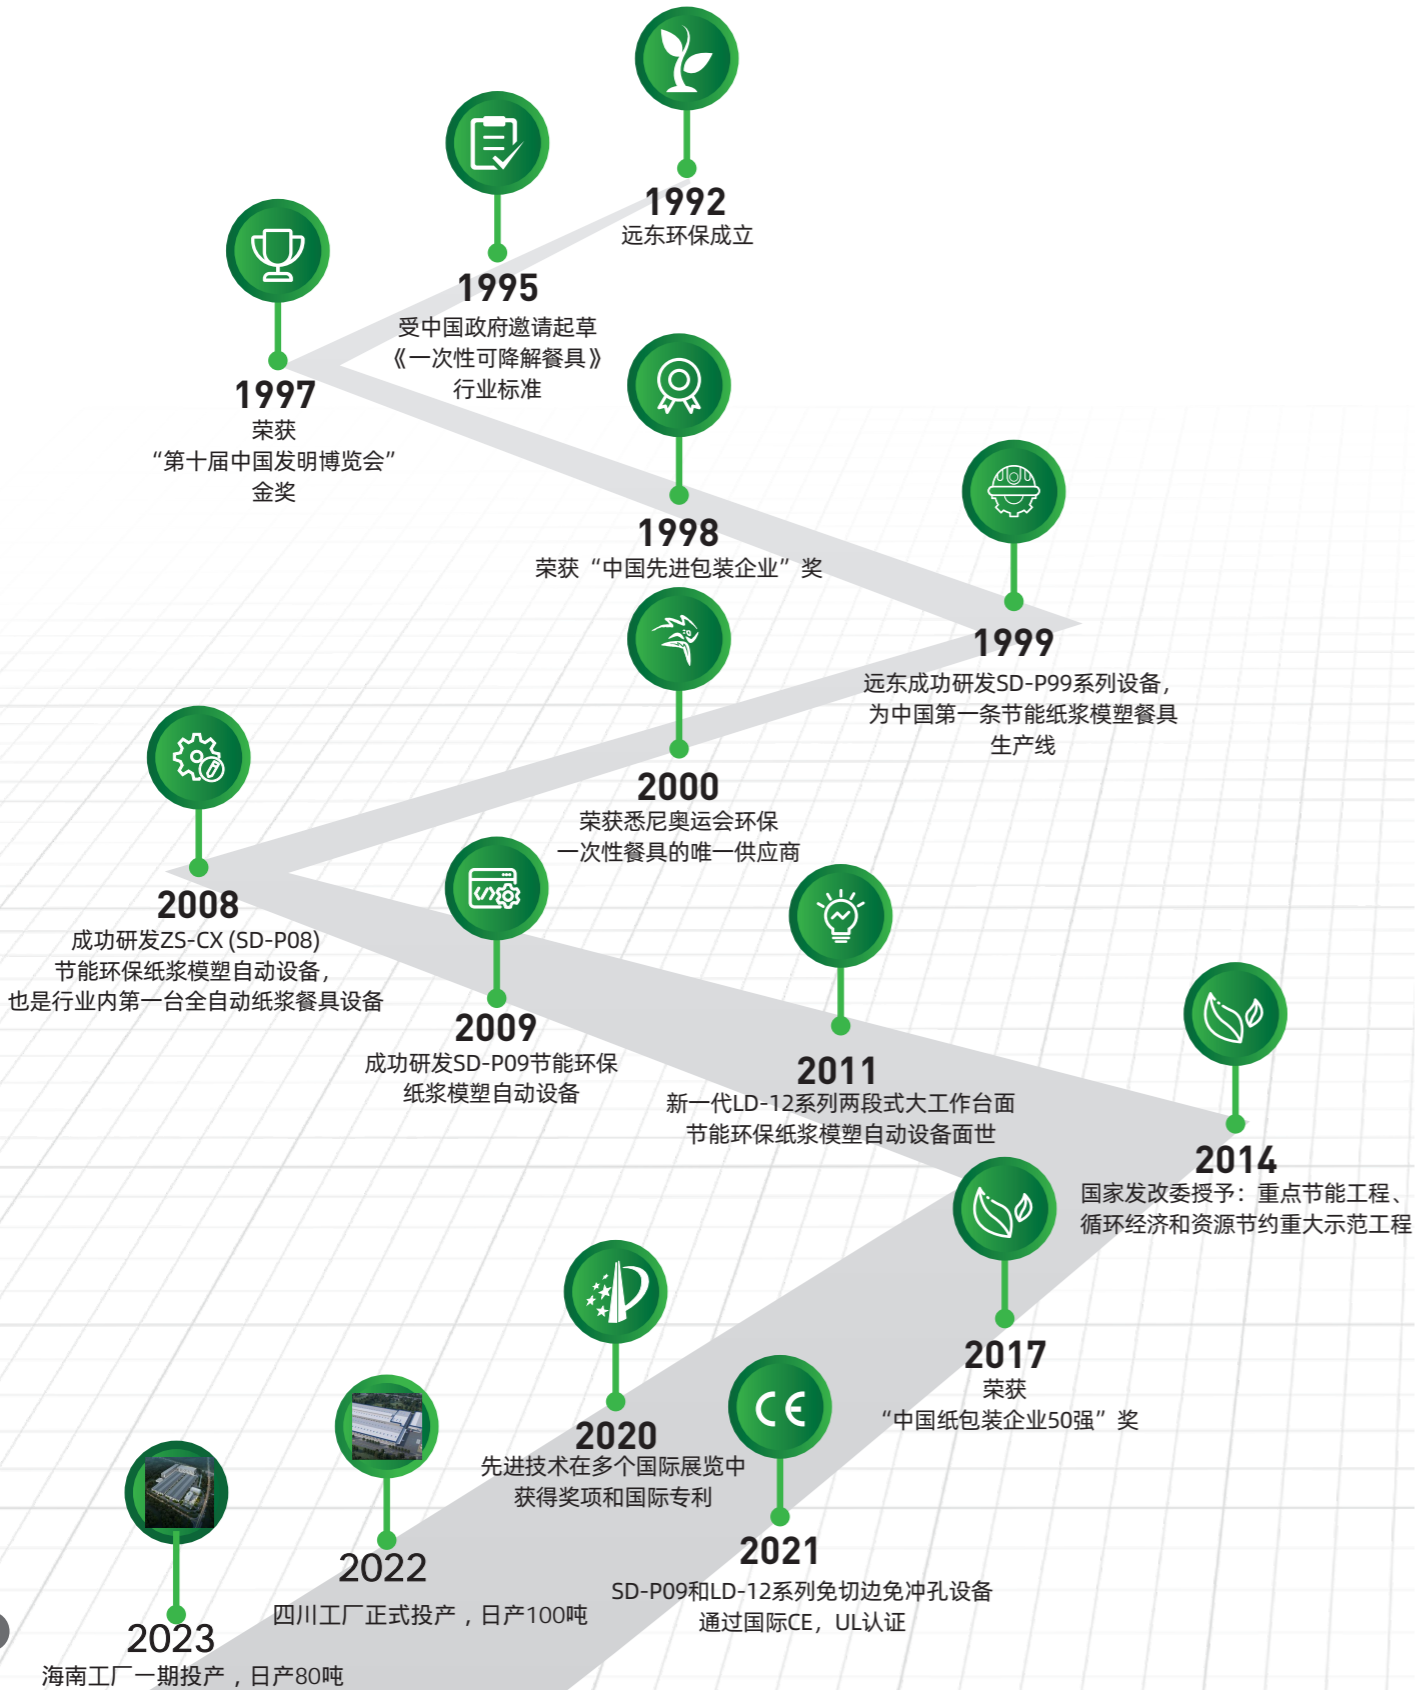 1992
远东环保成立
1995
受中国政府邀请起草
《一次性可降解餐具》
行业标准
1997
荣获
“第十届中国发明博览会”
金奖
1998
荣获“中国先进包装企业”奖
1999
远东成功研发SD-P99系列设备，
为中国第一条节能纸浆模塑餐具
生产线
2000
荣获悉尼奥运会环保
一次性餐具的唯一供应商
2008
成功研发ZS-CX (SD-P08)
节能环保纸浆模塑自动设备，
也是行业内第一台全自动纸浆餐具设备
2009
成功研发SD-P09节能环保
纸浆模塑自动设备
2011
新一代LD-12系列两段式大工作台面
节能环保纸浆模塑自动设备面世
2014
国家发改委授予：重点节能工程、
循环经济和资源节约重大示范工程
2017
荣获
“中国纸包装企业50强”奖
2020
先进技术在多个国际展览中
获得奖项和国际专利
CE
2021
SD-P09和LD-12系列免切边免冲孔设备
通过国际CE，UL认证
2022
四川工厂正式投产，日产100吨
2023
海南工厂一期投产，日产80吨